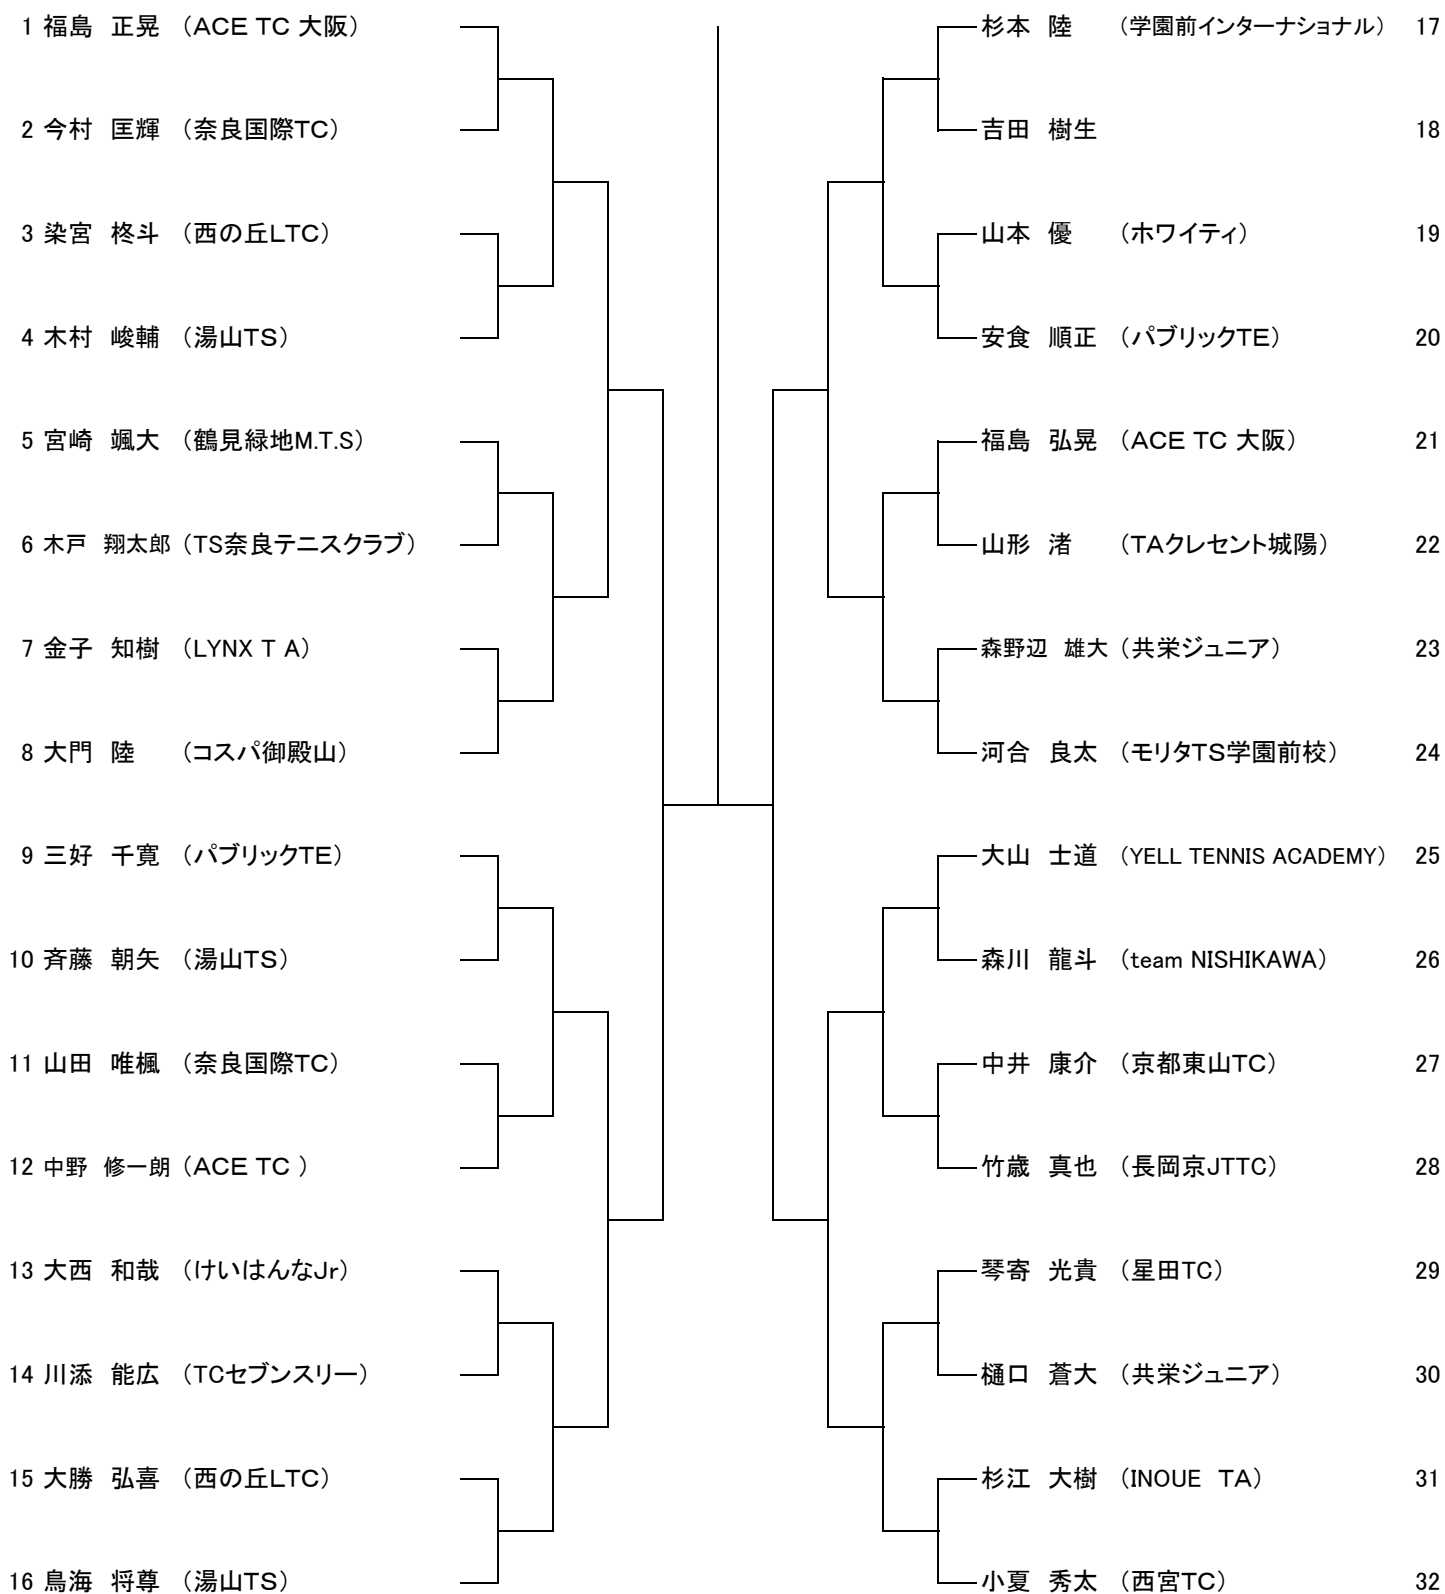 1 福島 正晃 （ACE TC 大阪）
2 今村 匡輝 （奈良国際TC）
3 染宮 柊斗 （西の丘LTC）
4 木村 峻輔 （湯山TS）
5 宮崎 颯大 （鶴見緑地M.T.S）
6 木戸 翔太郎 （TS奈良テニスクラブ）
7 金子 知樹 （LYNX T A）
8 大門 陸 （コスパ御殿山）
9 三好 千寛 （パブリックTE）
10 斉藤 朝矢 （湯山TS）
11 山田 唯楓 （奈良国際TC）
12 中野 修一朗 （ACE TC ）
13 大西 和哉 （けいはんなJr）
14 川添 能広 （TCセブンスリー）
15 大勝 弘喜 （西の丘LTC）
16 鳥海 将尊 （湯山TS）
杉本 陸 （学園前インターナショナル） 17
吉田 樹生 18
山本 優 （ホワイティ） 19
安食 順正 （パブリックTE） 20
福島 弘晃 （ACE TC 大阪） 21
山形 渚 （TAクレセント城陽） 22
森野辺 雄大 （共栄ジュニア） 23
河合 良太 （モリタTS学園前校） 24
大山 士道 （YELL TENNIS ACADEMY） 25
森川 龍斗 （team NISHIKAWA） 26
中井 康介 （京都東山TC） 27
竹歳 真也 （長岡京JTTC） 28
琴寄 光貴 （星田TC） 29
樋口 蒼大 （共栄ジュニア） 30
杉江 大樹 （INOUE TA） 31
小夏 秀太 （西宮TC） 32